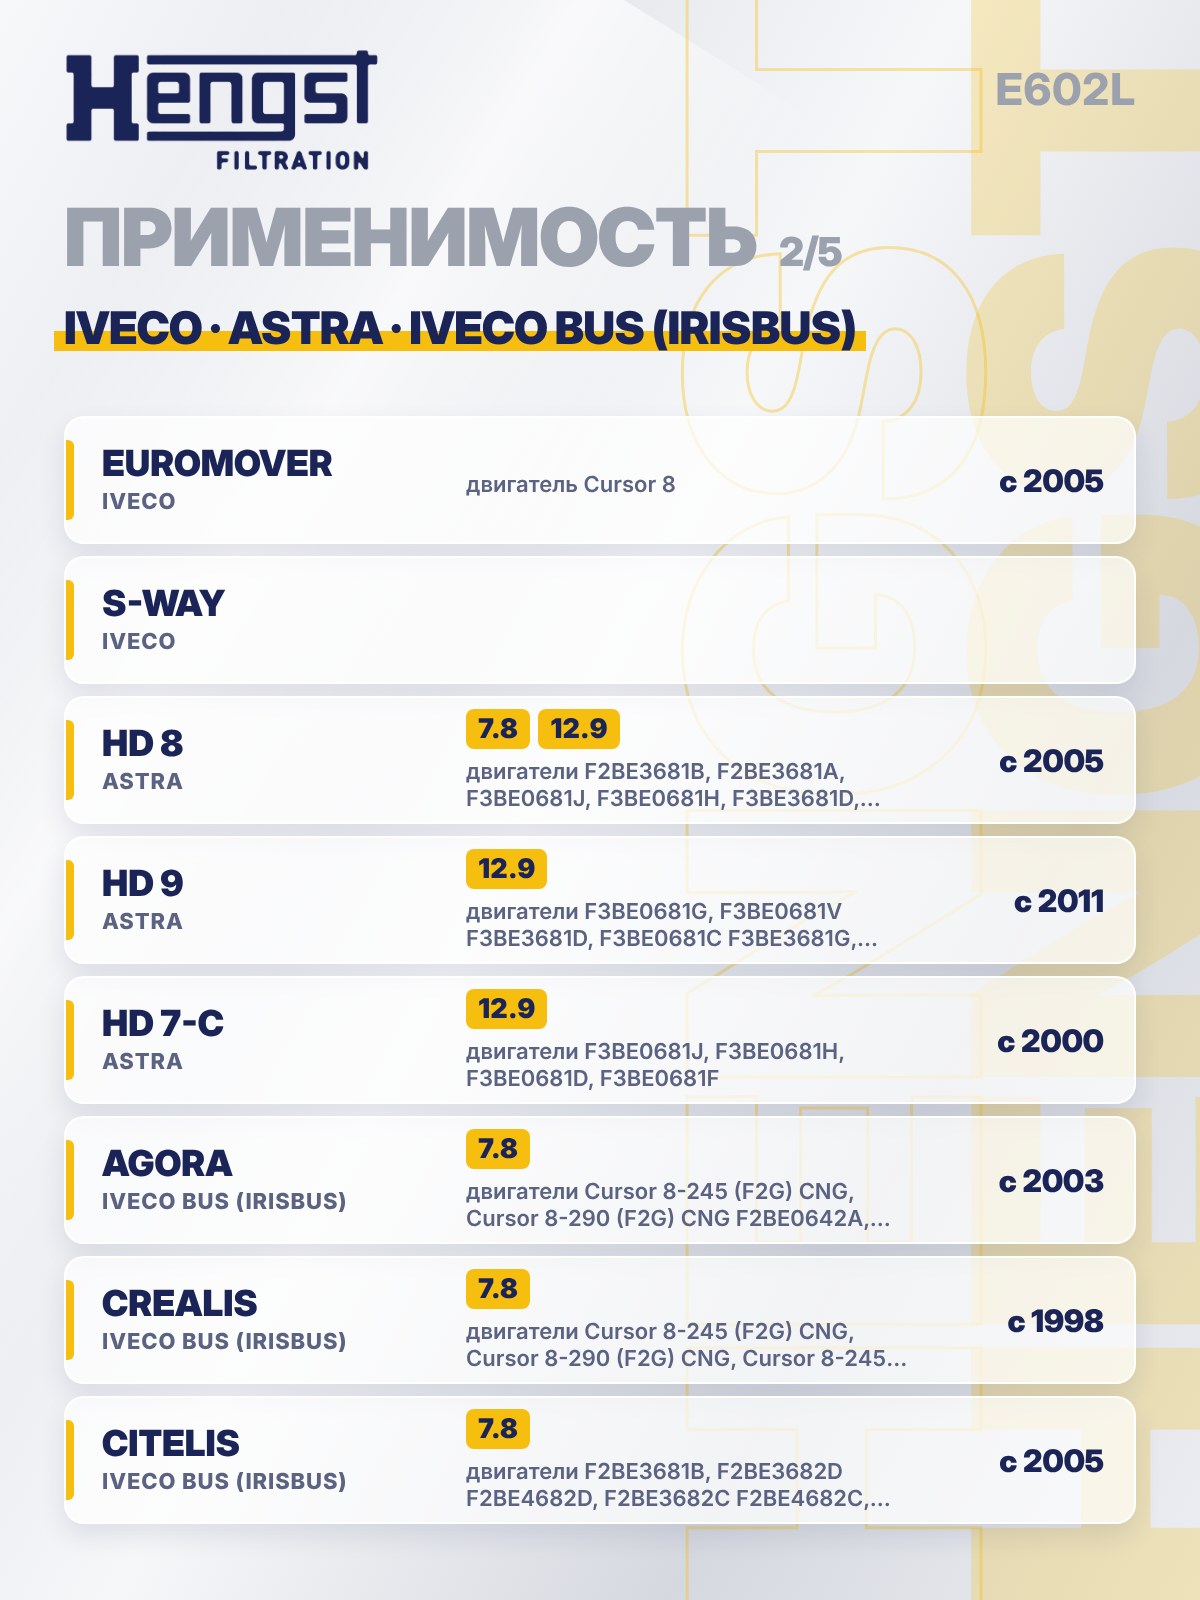 Hengst
FILTRATION
E602L
ПРИМЕНИМОСТЬ 2/5
IVECO · ASTRA · IVECO BUS (IRISBUS)
EUROMOVER
IVECO
двигатель Cursor 8
с 2005
S-WAY
IVECO
HD 8
ASTRA
7.8 12.9
двигатели F2BE3681B, F2BE3681A,
F3BE0681J, F3BE0681H, F3BE3681D,...
с 2005
HD 9
ASTRA
12.9
двигатели F3BE0681G, F3BE0681V
F3BE3681D, F3BE0681C F3BE3681G,...
с 2011
HD 7-C
ASTRA
12.9
двигатели F3BE0681J, F3BE0681H,
F3BE0681D, F3BE0681F
с 2000
AGORA
IVECO BUS (IRISBUS)
7.8
двигатели Cursor 8-245 (F2G) CNG,
Cursor 8-290 (F2G) CNG F2BE0642A,...
с 2003
CREALIS
IVECO BUS (IRISBUS)
7.8
двигатели Cursor 8-245 (F2G) CNG,
Cursor 8-290 (F2G) CNG, Cursor 8-245...
с 1998
CITELIS
IVECO BUS (IRISBUS)
7.8
двигатели F2BE3681B, F2BE3682D
F2BE4682D, F2BE3682C F2BE4682C,...
с 2005
HENGST
HENGST